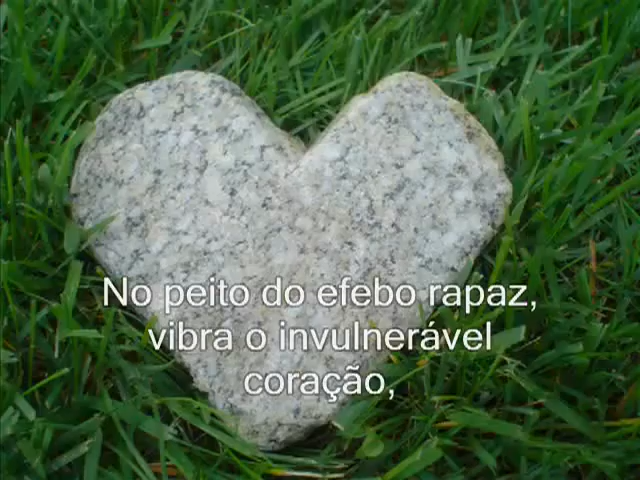 No peito do efebo rapaz,
vibra o invulnerável
coração,